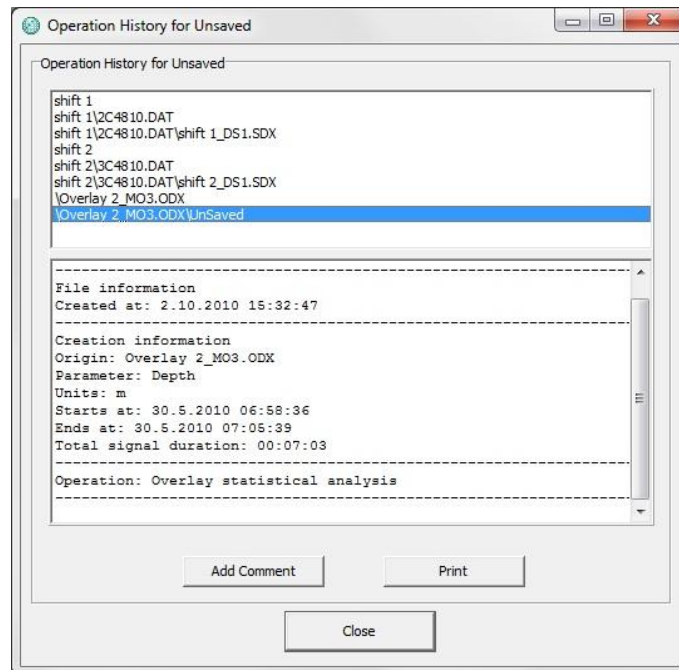 Operation History for Unsaved
Operation History for Unsaved
shift 1
shift 1\2C4810.DAT
shift 1\2C4810.DAT\shift 1_DS1.SDX
shift 2
shift 2\3C4810.DAT
shift 2\3C4810.DAT\shift 2_DS1.SDX
\Overlay 2_MO3.ODX
\Overlay 2_MO3.ODX\UnSaved
File information
Created at: 2.10.2010 15:32:47
Creation information
Origin: Overlay 2_MO3.ODX
Parameter: Depth
Units: m
Starts at: 30.5.2010 06:58:36
Ends at: 30.5.2010 07:05:39
Total signal duration: 00:07:03
Operation: Overlay statistical analysis
Add Comment Print
Close